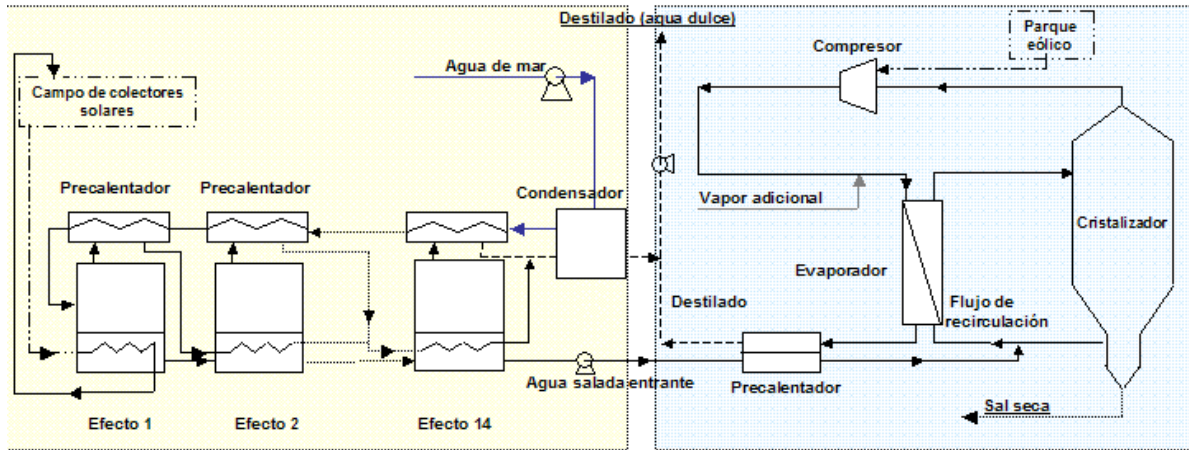 Destilado (agua dulce)
Parque
eólico
Compresor
Agua de mar
Campo de colectores
solares
Precalentador
Precalentador
Condensador
Vapor adicional
Cristalizador
Evaporador
Destilado
Flujo de
recirculación
Agua salada entrante
Precalentador
Sal seca
Efecto 1
Efecto 2
Efecto 14